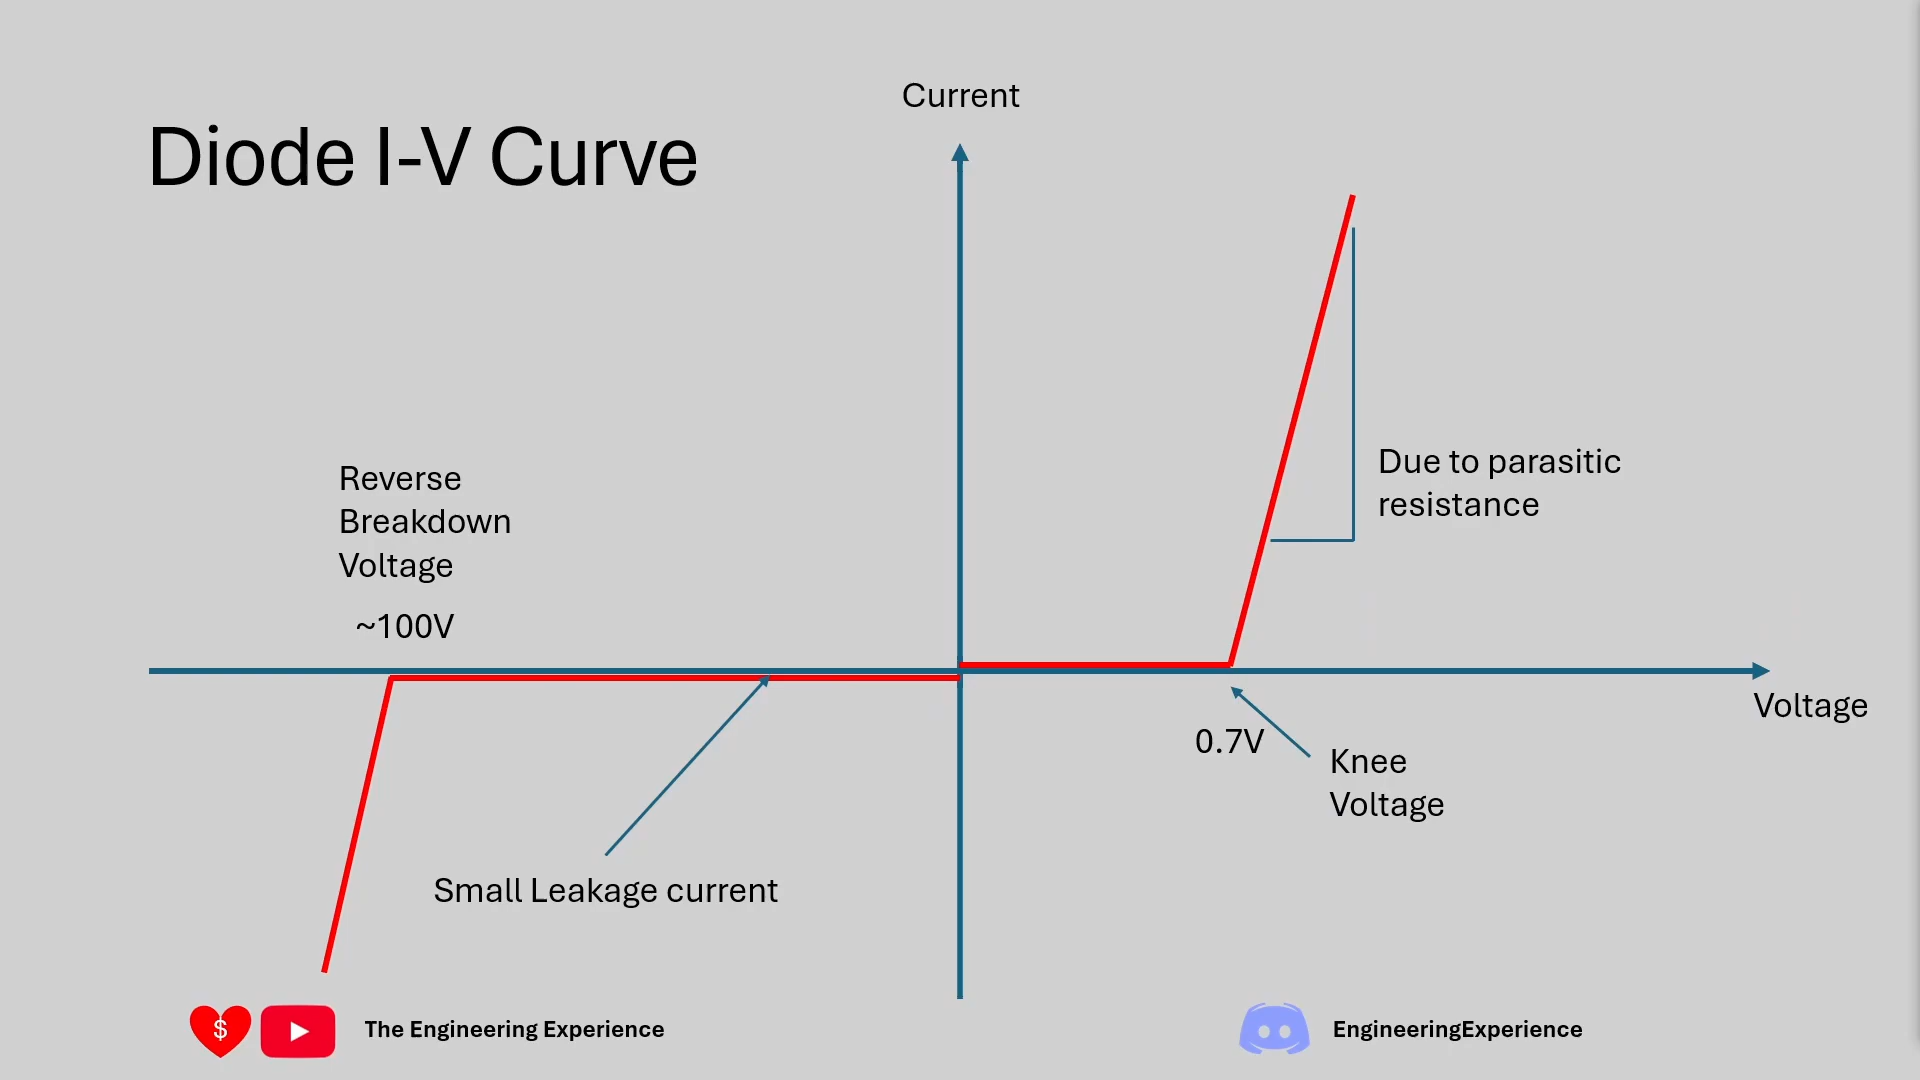 Current
Diode I-V Curve
Reverse
Breakdown
Voltage
~100V
Due to parasitic
resistance
Voltage
0.7V
Knee
Voltage
Small Leakage current
$
The Engineering Experience
EngineeringExperience